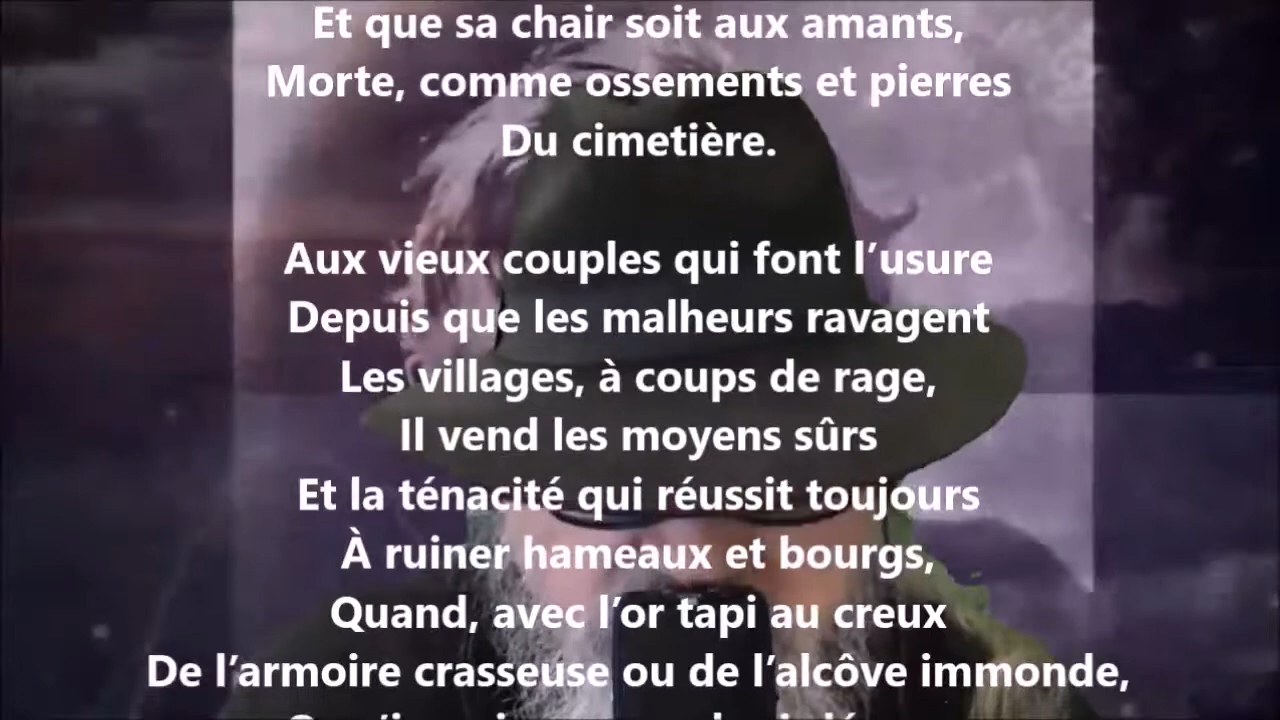 Et que sa chair soit aux amants,
Morte, comme ossements et pierres
Du cimetière.
Aux vieux couples qui font l’usure
Depuis que les malheurs ravagent
Les villages, à coups de rage,
Il vend les moyens sûrs
Et la ténacité qui réussit toujours
À ruiner hameaux et bourgs,
Quand, avec l’or tapi au creux
De l’armoire crasseuse ou de l’alcôve immonde,